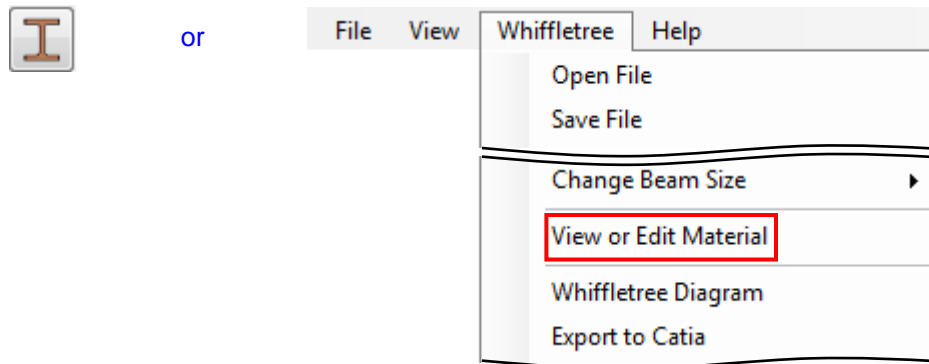 or
File View Whiffletree Help
Open File
Save File
Change Beam Size
View or Edit Material
Whiffletree Diagram
Export to Catia